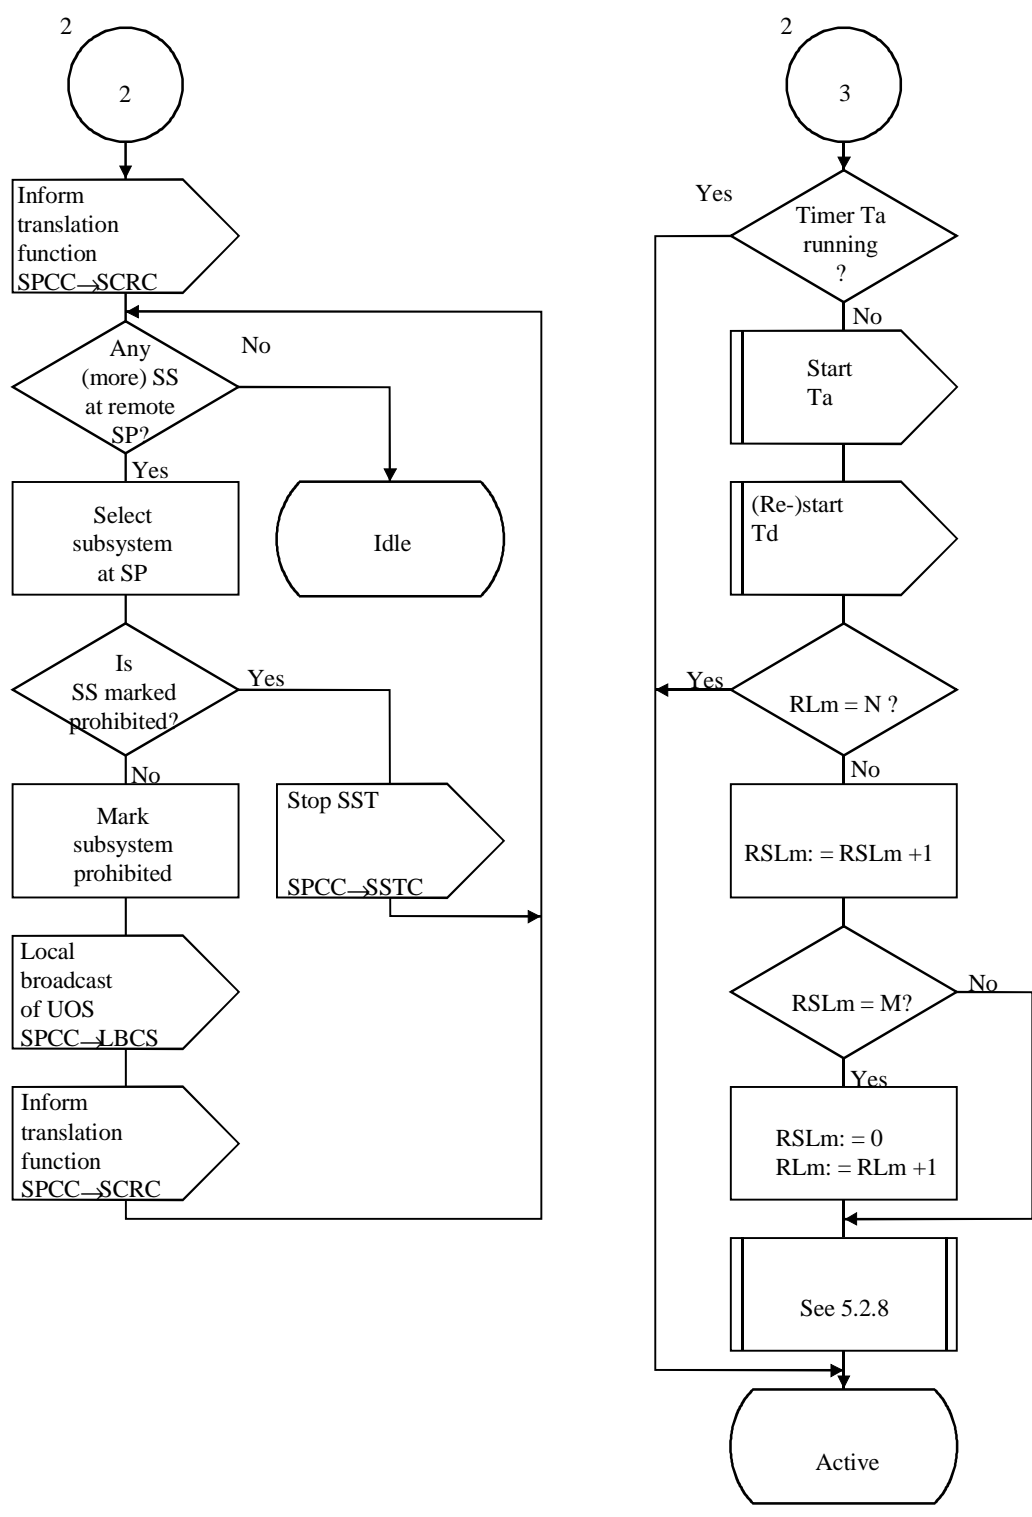 2
2
Inform
translation
function
SPCC→SCRC
Any
(more) SS
at remote
SP?
No
Yes
Select
subsystem
at SP
Idle
Is
SS marked
prohibited?
Yes
No
Mark
subsystem
prohibited
Stop SST
SPCC→SSTC
Local
broadcast
of UOS
SPCC→LBCS
Inform
translation
function
SPCC→SCRC
2
3
Yes
Timer Ta
running
?
No
Start
Ta
(Re-)start
Td
Yes
RLm = N ?
No
RSLm: = RSLm +1
RSLm = M?
No
Yes
RSLm: = 0
RLm: = RLm +1
See 5.2.8
Active